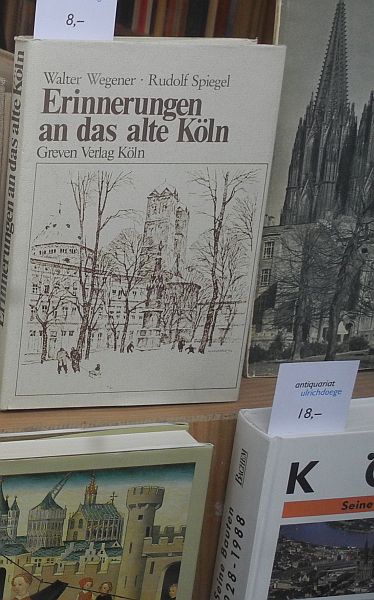 8,-
Walter Wegener · Rudolf Spiegel
Erinnerungen
an das alte Köln
Greven Verlag Köln
Erinnerungen an das alte Köln
antiquariat
ulrichdoege
18,-
BACHEM
K Ö
Seine
Seine Bauten
1928-1988